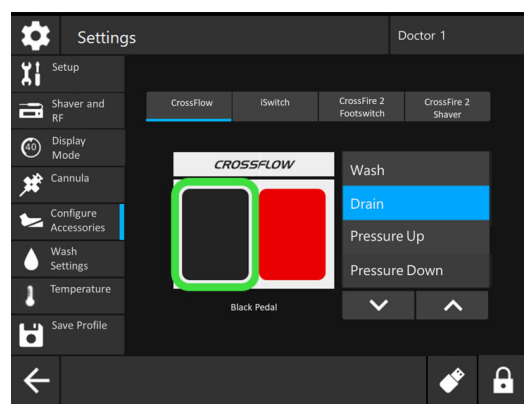 Settings
Doctor 1
Setup
Shaver and
RF
40
Display
Mode
Cannula
Configure
Accessories
Wash
Settings
Temperature
Save Profile
CrossFlow
iSwitch
CrossFire 2
Footswitch
CrossFire 2
Shaver
CROSSFLOW
Black Pedal
Wash
Drain
Pressure Up
Pressure Down